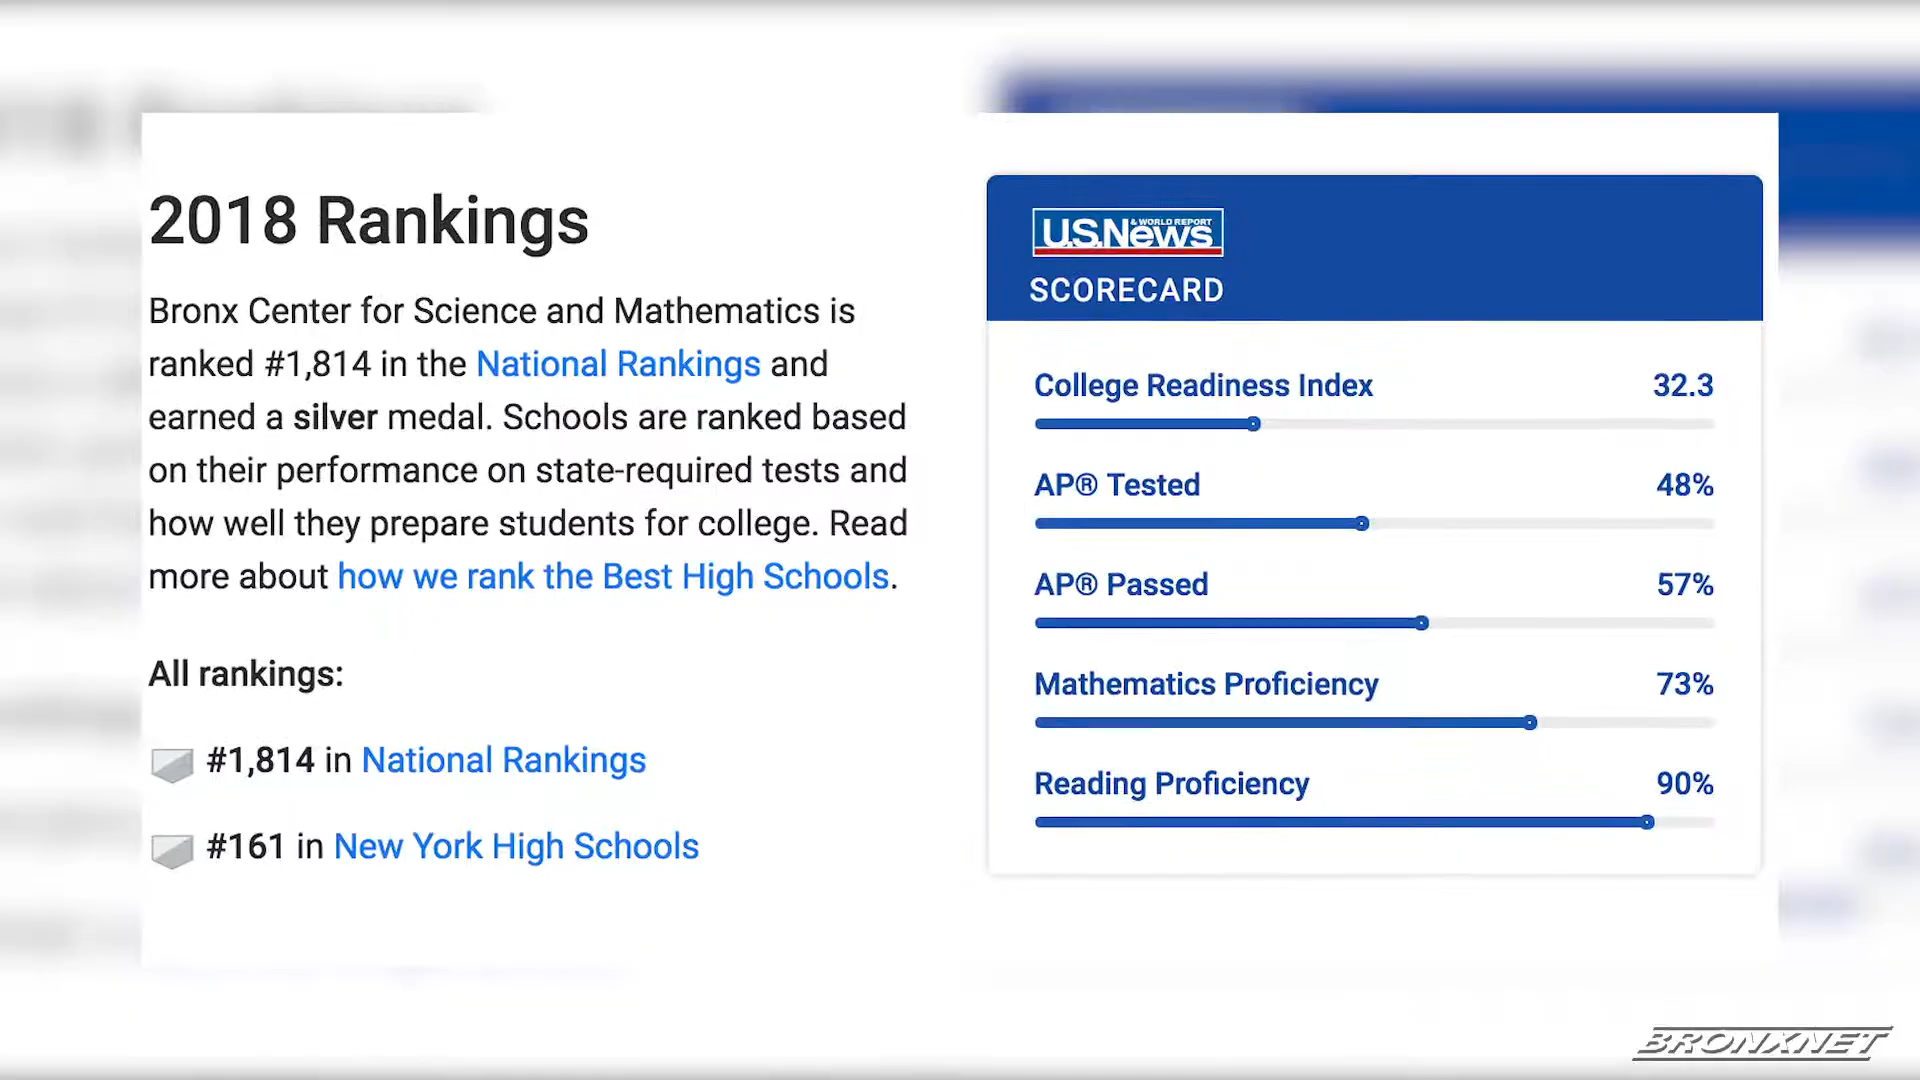 2018 Rankings
Bronx Center for Science and Mathematics is
ranked #1,814 in the National Rankings and
earned a silver medal. Schools are ranked based
on their performance on state-required tests and
how well they prepare students for college. Read
more about how we rank the Best High Schools.
All rankings:
#1,814 in National Rankings
#161 in New York High Schools
U.S.News & WORLD REPORT
SCORECARD
College Readiness Index 32.3
AP® Tested 48%
AP® Passed 57%
Mathematics Proficiency 73%
Reading Proficiency 90%
BRONXNET